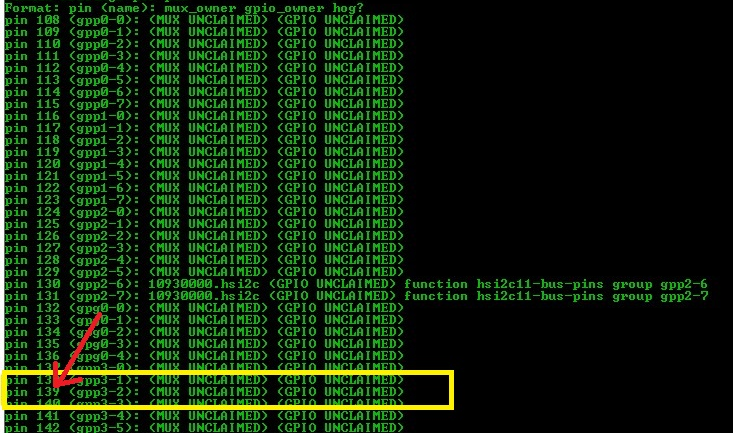 Format: pin (name): mux_owner gpio_owner hog?
pin 108 (gpp0-0): (MUX UNCLAIMED) (GPIO UNCLAIMED)
pin 109 (gpp0-1): (MUX UNCLAIMED) (GPIO UNCLAIMED)
pin 110 (gpp0-2): (MUX UNCLAIMED) (GPIO UNCLAIMED)
pin 111 (gpp0-3): (MUX UNCLAIMED) (GPIO UNCLAIMED)
pin 112 (gpp0-4): (MUX UNCLAIMED) (GPIO UNCLAIMED)
pin 113 (gpp0-5): (MUX UNCLAIMED) (GPIO UNCLAIMED)
pin 114 (gpp0-6): (MUX UNCLAIMED) (GPIO UNCLAIMED)
pin 115 (gpp0-7): (MUX UNCLAIMED) (GPIO UNCLAIMED)
pin 116 (gpp1-0): (MUX UNCLAIMED) (GPIO UNCLAIMED)
pin 117 (gpp1-1): (MUX UNCLAIMED) (GPIO UNCLAIMED)
pin 118 (gpp1-2): (MUX UNCLAIMED) (GPIO UNCLAIMED)
pin 119 (gpp1-3): (MUX UNCLAIMED) (GPIO UNCLAIMED)
pin 120 (gpp1-4): (MUX UNCLAIMED) (GPIO UNCLAIMED)
pin 121 (gpp1-5): (MUX UNCLAIMED) (GPIO UNCLAIMED)
pin 122 (gpp1-6): (MUX UNCLAIMED) (GPIO UNCLAIMED)
pin 123 (gpp1-7): (MUX UNCLAIMED) (GPIO UNCLAIMED)
pin 124 (gpp2-0): (MUX UNCLAIMED) (GPIO UNCLAIMED)
pin 125 (gpp2-1): (MUX UNCLAIMED) (GPIO UNCLAIMED)
pin 126 (gpp2-2): (MUX UNCLAIMED) (GPIO UNCLAIMED)
pin 127 (gpp2-3): (MUX UNCLAIMED) (GPIO UNCLAIMED)
pin 128 (gpp2-4): (MUX UNCLAIMED) (GPIO UNCLAIMED)
pin 129 (gpp2-5): (MUX UNCLAIMED) (GPIO UNCLAIMED)
pin 130 (gpp2-6): 10930000.hsi2c (GPIO UNCLAIMED) function hsi2c11-bus-pins group gpp2-6
pin 131 (gpp2-7): 10930000.hsi2c (GPIO UNCLAIMED) function hsi2c11-bus-pins group gpp2-7
pin 132 (gpg0-0): (MUX UNCLAIMED) (GPIO UNCLAIMED)
pin 133 (gpg0-1): (MUX UNCLAIMED) (GPIO UNCLAIMED)
pin 134 (gpg0-2): (MUX UNCLAIMED) (GPIO UNCLAIMED)
pin 135 (gpg0-3): (MUX UNCLAIMED) (GPIO UNCLAIMED)
pin 136 (gpg0-4): (MUX UNCLAIMED) (GPIO UNCLAIMED)
pin (gpp3-0): (MUX UNCLAIMED) (GPIO UNCLAIMED)
pin (gpp3-1): (MUX UNCLAIMED) (GPIO UNCLAIMED)
pin 139 (gpp3-2): (MUX UNCLAIMED) (GPIO UNCLAIMED)
pin 140 (gpp3-3): (MUX UNCLAIMED) (GPIO UNCLAIMED)
pin 141 (gpp3-4): (MUX UNCLAIMED) (GPIO UNCLAIMED)
pin 142 (gpp3-5): (MUX UNCLAIMED) (GPIO UNCLAIMED)